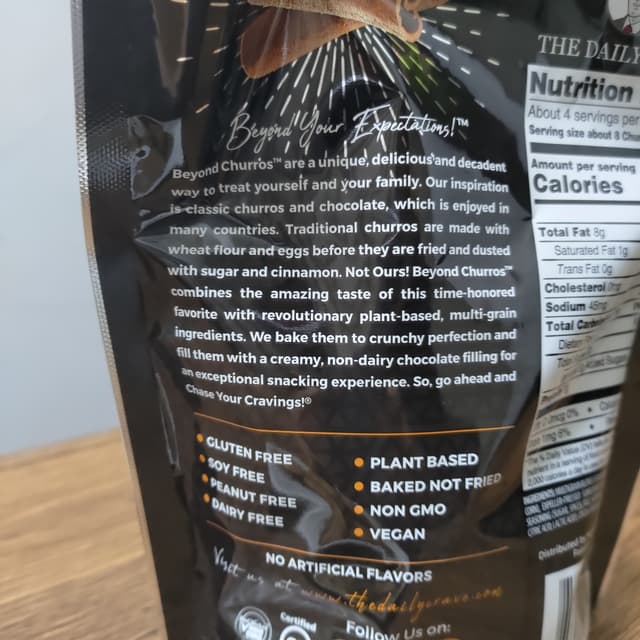 THE DAILY
Beyond Your Expectations!™
Beyond Churros™ are a unique, delicious and decadent
way to treat yourself and your family. Our inspiration
is classic churros and chocolate, which is enjoyed in
many countries. Traditional churros are made with
wheat flour and eggs before they are fried and dusted
with sugar and cinnamon. Not Ours! Beyond Churros™
combines the amazing taste of this time-honored
favorite with revolutionary plant-based, multi-grain
ingredients. We bake them to crunchy perfection and
fill them with a creamy, non-dairy chocolate filling for
an exceptional snacking experience. So, go ahead and
Chase Your Cravings!®
GLUTEN FREE
SOY FREE
PEANUT FREE
DAIRY FREE
PLANT BASED
BAKED NOT FRIED
NON GMO
VEGAN
NO ARTIFICIAL FLAVORS
Visit us at www.thedailycrave.com
Certified
Follow Us on:
Nutrition
About 4 servings per
Serving size about 8
Amount per serving
Calories
Total Fat 8g
Saturated Fat 1g
Trans Fat 0g
Cholesterol 0mg
Sodium
Total
Distributed